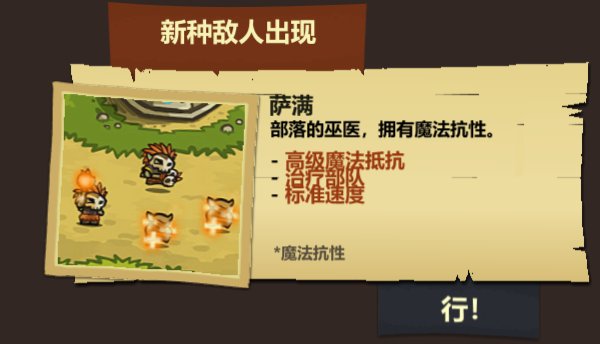 新种敌人出现
萨满
部落的巫医，拥有魔法抗性。
- 高级魔法抵抗
- 治疗部队
- 标准速度
*魔法抗性
行!